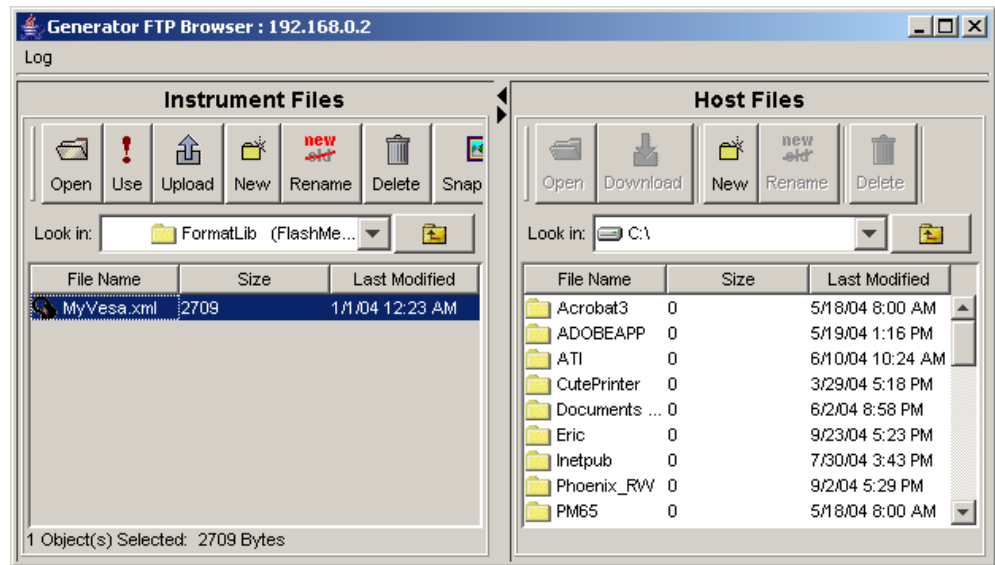 Generator FTP Browser : 192.168.0.2
Log
Instrument Files
Open Use Upload New new old Rename Delete Snap
Look in: FormatLib (FlashMe...
File Name Size Last Modified
MyVesa.xml 2709 1/1/04 12:23 AM
1 Object(s) Selected: 2709 Bytes
Host Files
Open Download New new old Rename Delete
Look in: C:\
File Name Size Last Modified
Acrobat3 0 5/18/04 8:00 AM
ADOBEAPP 0 5/19/04 1:16 PM
ATI 0 6/10/04 10:24 AM
CutePrinter 0 3/29/04 5:18 PM
Documents ... 0 6/2/04 8:58 PM
Eric 0 9/23/04 5:23 PM
Inetpub 0 7/30/04 3:43 PM
Phoenix_RW 0 9/2/04 5:29 PM
PM65 0 5/18/04 8:00 AM